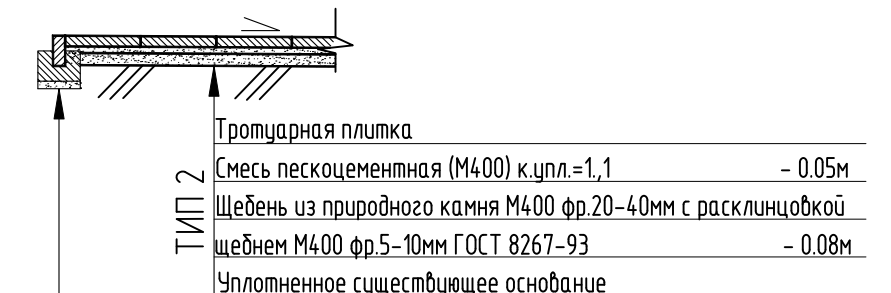 Тротуарная плитка
Смесь пескоцементная (М400) к.упл.=1.,1 - 0.05м
Щебень из природного камня М400 фр.20-40мм с расклинцовкой
щебнем М400 фр.5-10мм ГОСТ 8267-93 - 0.08м
Уплотненное существующее основание
ТИП 2